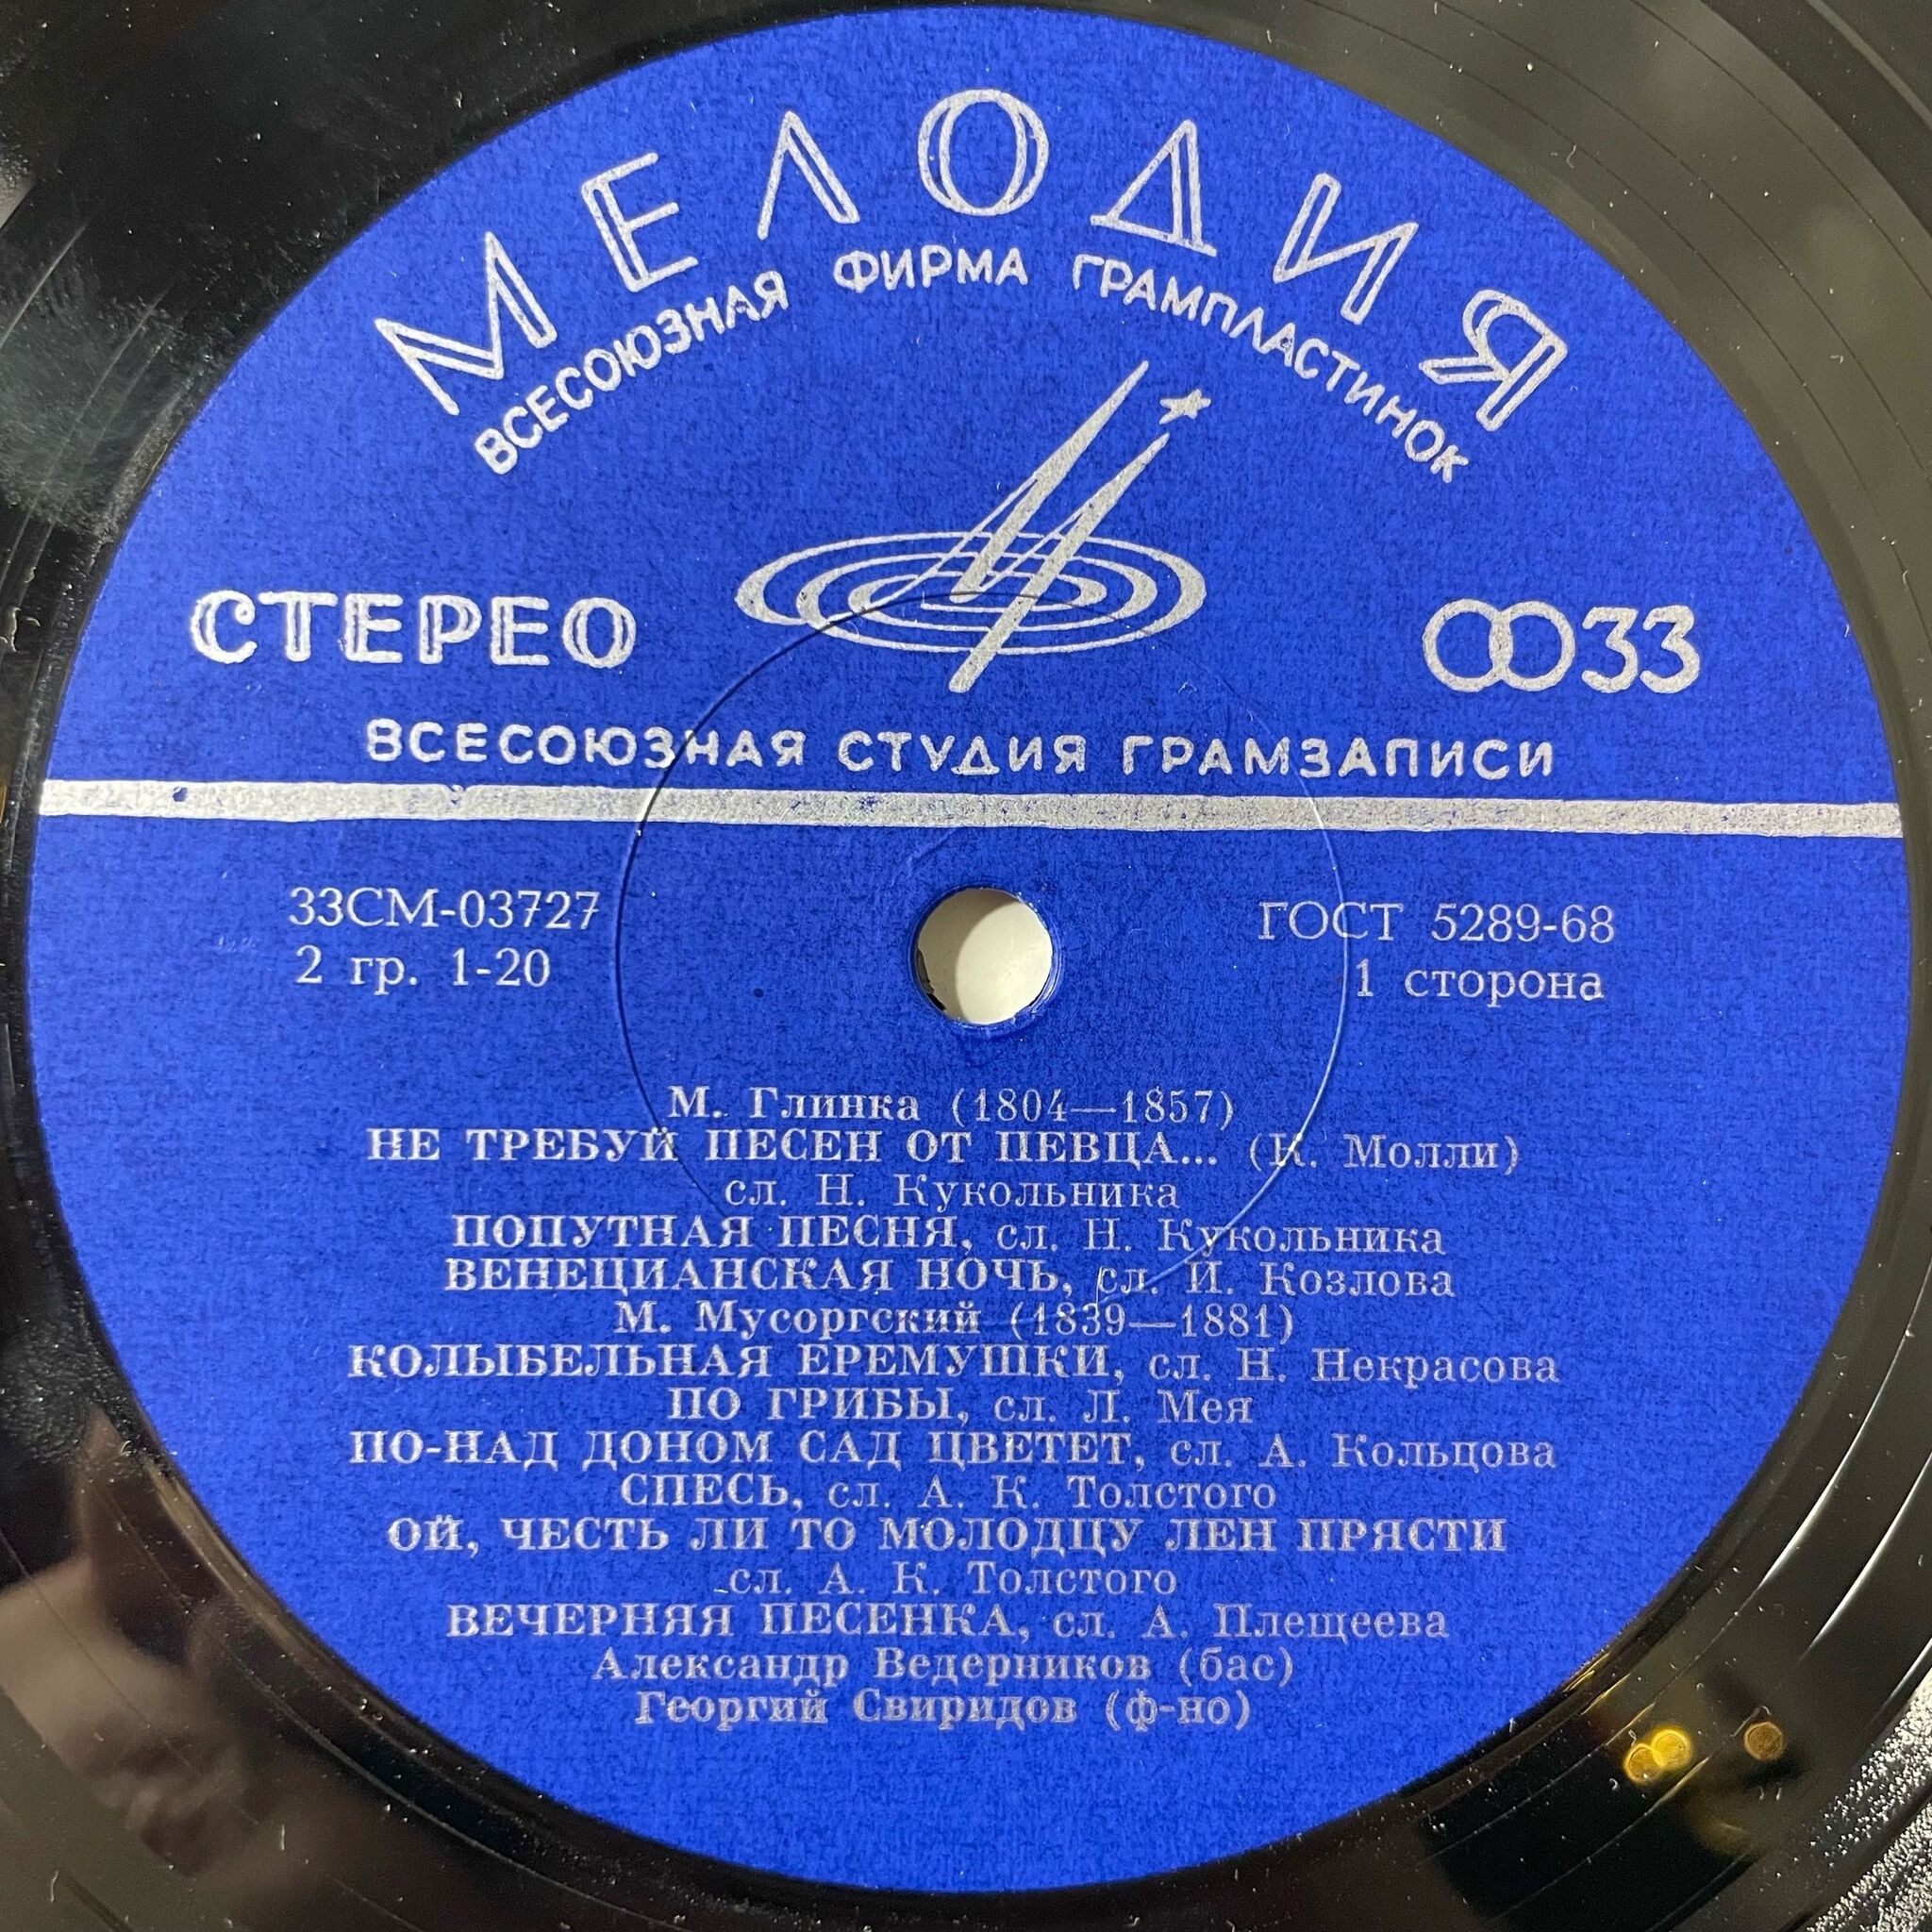 МЕЛОДИЯ
ВСЕСОЮЗНАЯ ФИРМА ГРАМПЛАСТИНОК
СТЕРЕО
33
ВСЕСОЮЗНАЯ СТУДИЯ ГРАМЗАПИСИ
33СМ-03727
ГОСТ 5289-68
2 гр. 1-20
1 сторона
М. Глинка (1804—1857)
НЕ ТРЕБУЙ ПЕСЕН ОТ ПЕВЦА... (К. Молли)
сл. Н. Кукольника
ПОПУТНАЯ ПЕСНЯ, сл. Н. Кукольника
ВЕНЕЦИАНСКАЯ НОЧЬ, сл. И. Козлова
М. Мусоргский (1839—1881)
КОЛЫБЕЛЬНАЯ ЕРЕМУШКИ, сл. Н. Некрасова
ПО ГРИБЫ, сл. Л. Мея
ПО-НАД ДОНОМ САД ЦВЕТЕТ, сл. А. Кольцова
СПЕСЬ, сл. А. К. Толстого
ОЙ, ЧЕСТЬ ЛИ ТО МОЛОДЦУ ЛЕН ПРЯСТИ
сл. А. К. Толстого
ВЕЧЕРНЯЯ ПЕСЕНКА, сл. А. Плещеева
Александр Ведерников (бас)
Георгий Свиридов (ф-но)